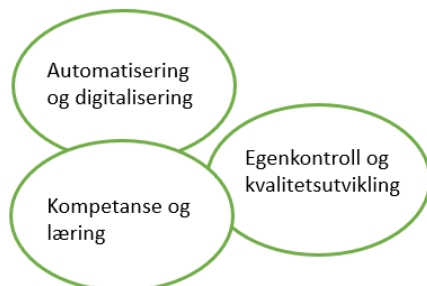 Automatisering
og digitalisering
Egenkontroll og
kvalitetsutvikling
Kompetanse og
læring